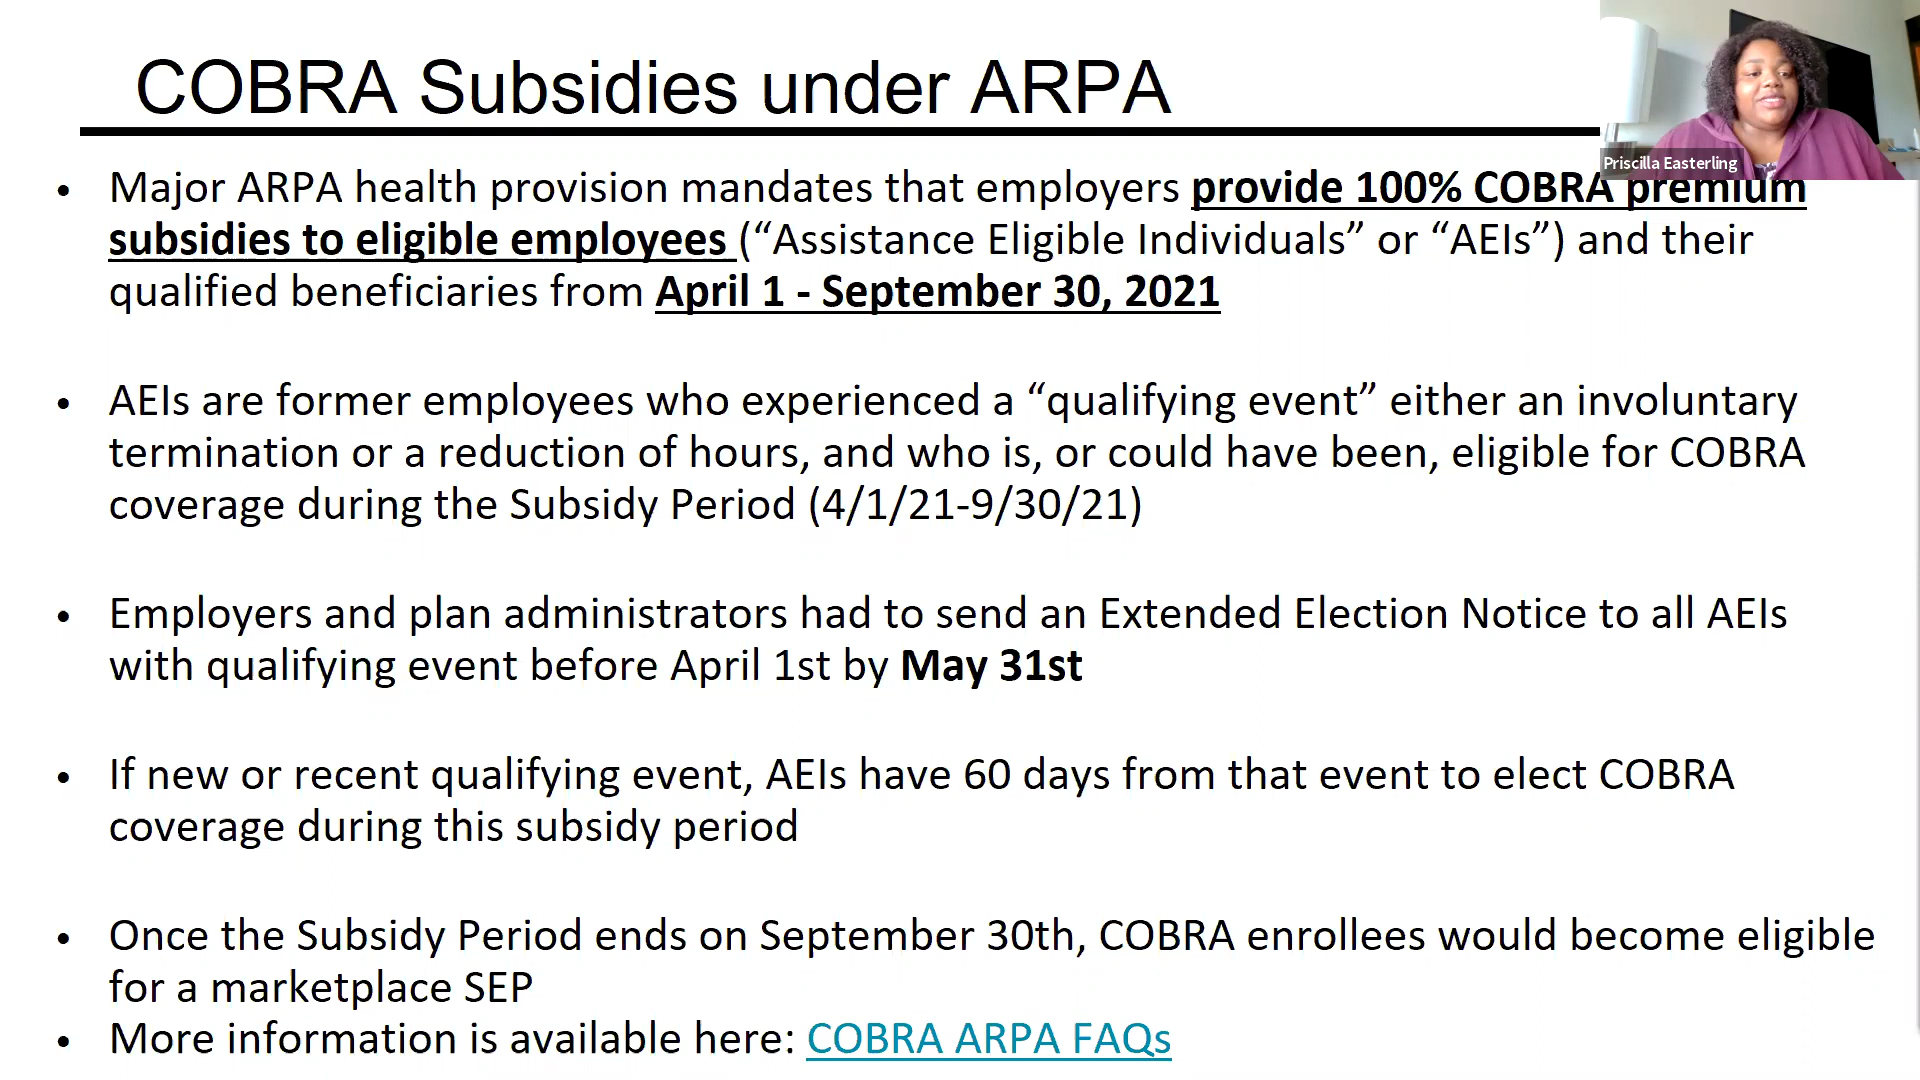 COBRA Subsidies under ARPA
Priscilla Easterling
• Major ARPA health provision mandates that employers provide 100% COBRA premium
subsidies to eligible employees (“Assistance Eligible Individuals” or “AEIs”) and their
qualified beneficiaries from April 1 - September 30, 2021
• AEIs are former employees who experienced a “qualifying event” either an involuntary
termination or a reduction of hours, and who is, or could have been, eligible for COBRA
coverage during the Subsidy Period (4/1/21-9/30/21)
• Employers and plan administrators had to send an Extended Election Notice to all AEIs
with qualifying event before April 1st by May 31st
• If new or recent qualifying event, AEIs have 60 days from that event to elect COBRA
coverage during this subsidy period
• Once the Subsidy Period ends on September 30th, COBRA enrollees would become eligible
for a marketplace SEP
• More information is available here: COBRA ARPA FAQs